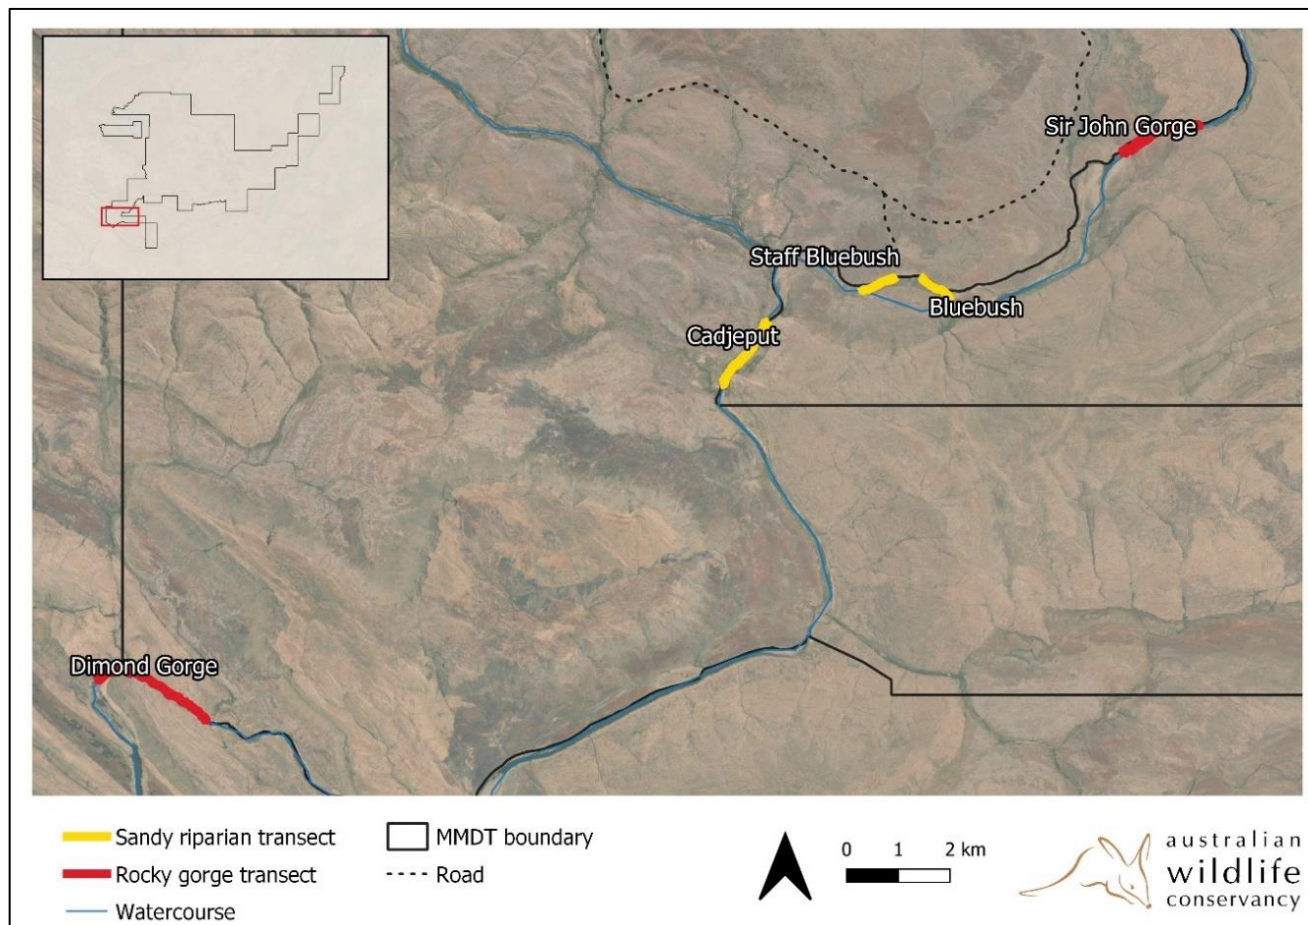 Sir John Gorge
Staff Bluebush
Bluebush
Cadjeput
Dimond Gorge
Sandy riparian transect
MMDT boundary
Rocky gorge transect
Road
Watercourse
0 1 2 km
australian
wildlife
conservancy